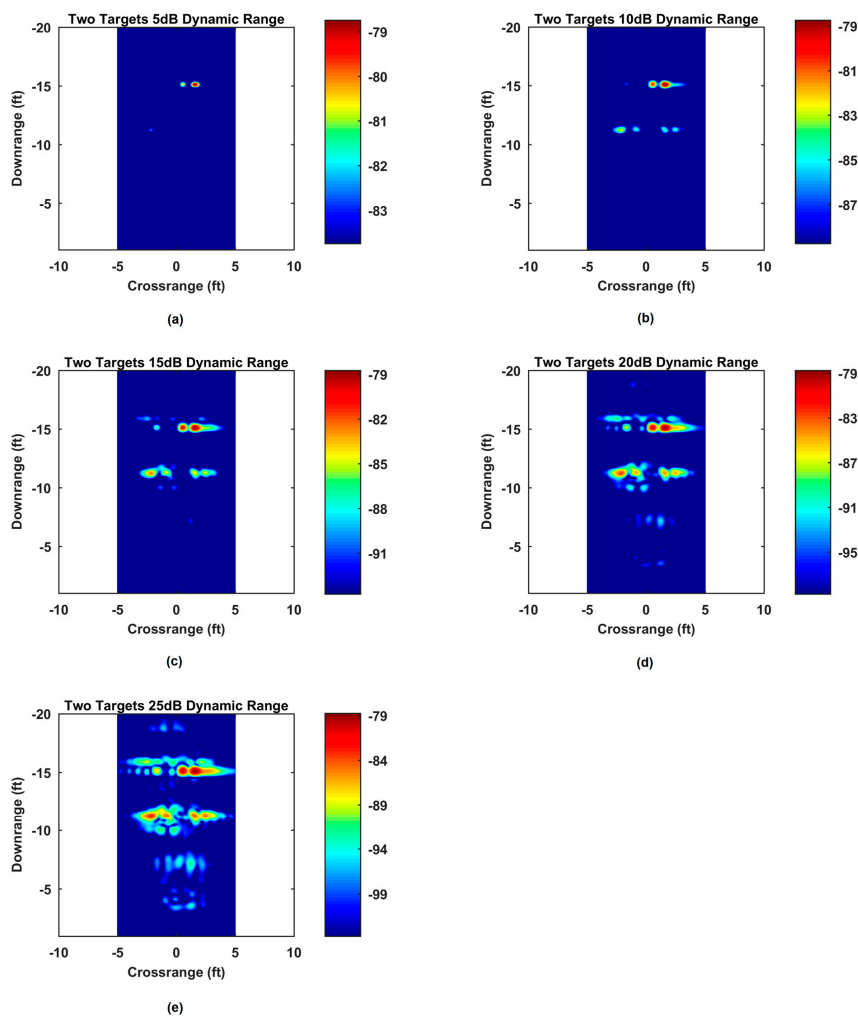 Two Targets 5dB Dynamic Range
-20
-15
-10
-5
-10 -5 0 5 10
Downrange (ft)
Crossrange (ft)
-79
-80
-81
-82
-83
(a)
Two Targets 10dB Dynamic Range
-20
-15
-10
-5
-10 -5 0 5 10
Downrange (ft)
Crossrange (ft)
-79
-81
-83
-85
-87
(b)
Two Targets 15dB Dynamic Range
-20
-15
-10
-5
-10 -5 0 5 10
Downrange (ft)
Crossrange (ft)
-79
-82
-85
-88
-91
(c)
Two Targets 20dB Dynamic Range
-20
-15
-10
-5
-10 -5 0 5 10
Downrange (ft)
Crossrange (ft)
-79
-83
-87
-91
-95
(d)
Two Targets 25dB Dynamic Range
-20
-15
-10
-5
-10 -5 0 5 10
Downrange (ft)
Crossrange (ft)
-79
-84
-89
-94
-99
(e)